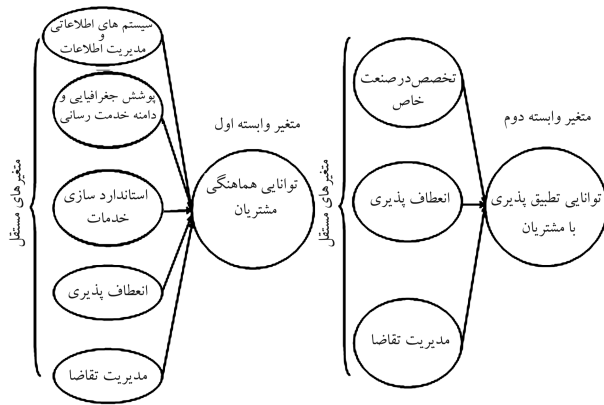 متغیر وابسته دوم
متغیرهای مستقل
تخصص در صنعت
خاص
انعطاف پذیری
مدیریت تقاضا
توانایی تطبیق پذیری
با مشتریان
متغیر وابسته اول
متغیرهای مستقل
سیستم های اطلاعاتی
و
مدیریت اطلاعات
پوشش جغرافیایی و
دامنه خدمت رسانی
استاندارد سازی
خدمات
انعطاف پذیری
مدیریت تقاضا
توانایی هماهنگی
مشتریان